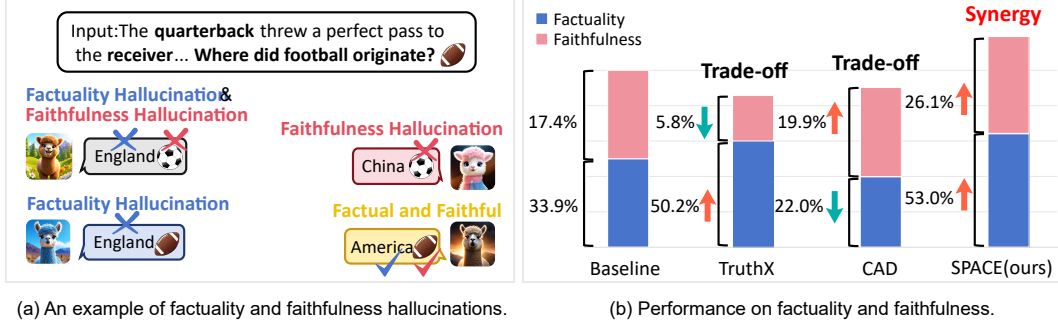 Input:The quarterback threw a perfect pass to
the receiver... Where did football originate?
Factuality Hallucination&
Faithfulness Hallucination
England
Faithfulness Hallucination
China
Factuality Hallucination
England
Factual and Faithful
America
(a) An example of factuality and faithfulness hallucinations.
Factuality
Faithfulness
Synergy
Trade-off
Trade-off
17.4%
5.8%
19.9%
26.1%
33.9%
50.2%
22.0%
53.0%
Baseline
TruthX
CAD
SPACE(ours)
(b) Performance on factuality and faithfulness.